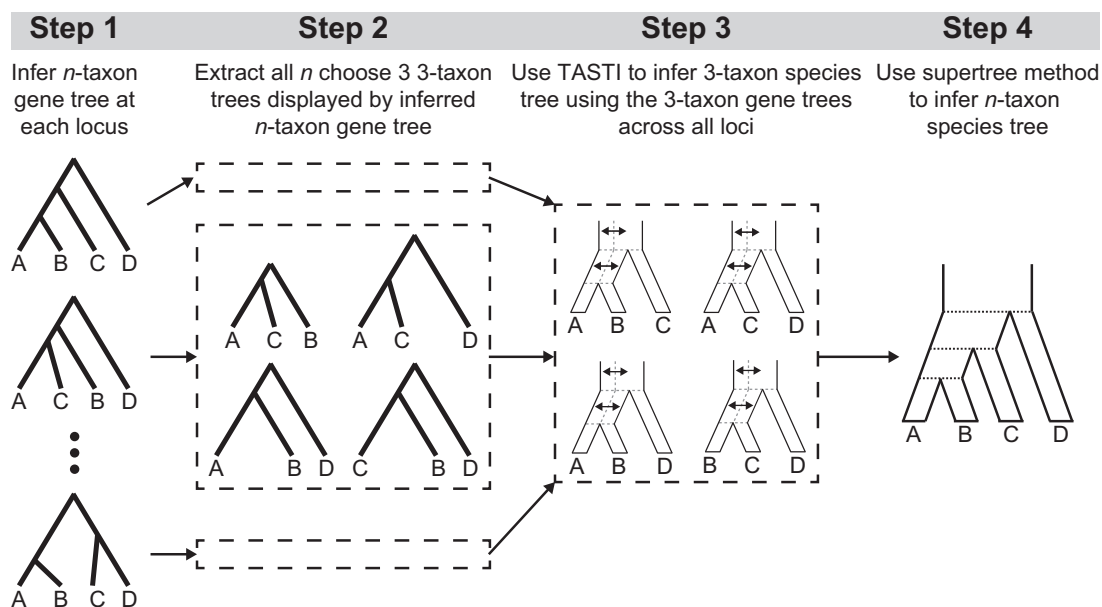 Step 1
Step 2
Step 3
Step 4
Infer n-taxon
gene tree at
each locus
Extract all n choose 3 3-taxon
trees displayed by inferred
n-taxon gene tree
Use TASTI to infer 3-taxon species
tree using the 3-taxon gene trees
across all loci
Use supertree method
to infer n-taxon
species tree
A B C D
A C B D
A B C D
A C B
A C D
A B D
C B D
A B C
A C D
A B D
B C D
A B C D